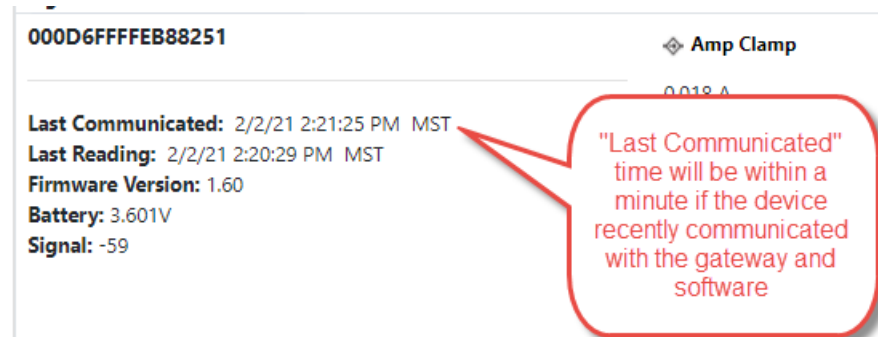 000D6FFFFEB88251
Amp Clamp
0.018 A
Last Communicated: 2/2/21 2:21:25 PM MST
Last Reading: 2/2/21 2:20:29 PM MST
Firmware Version: 1.60
Battery: 3.601V
Signal: -59
"Last Communicated"
time will be within a
minute if the device
recently communicated
with the gateway and
software